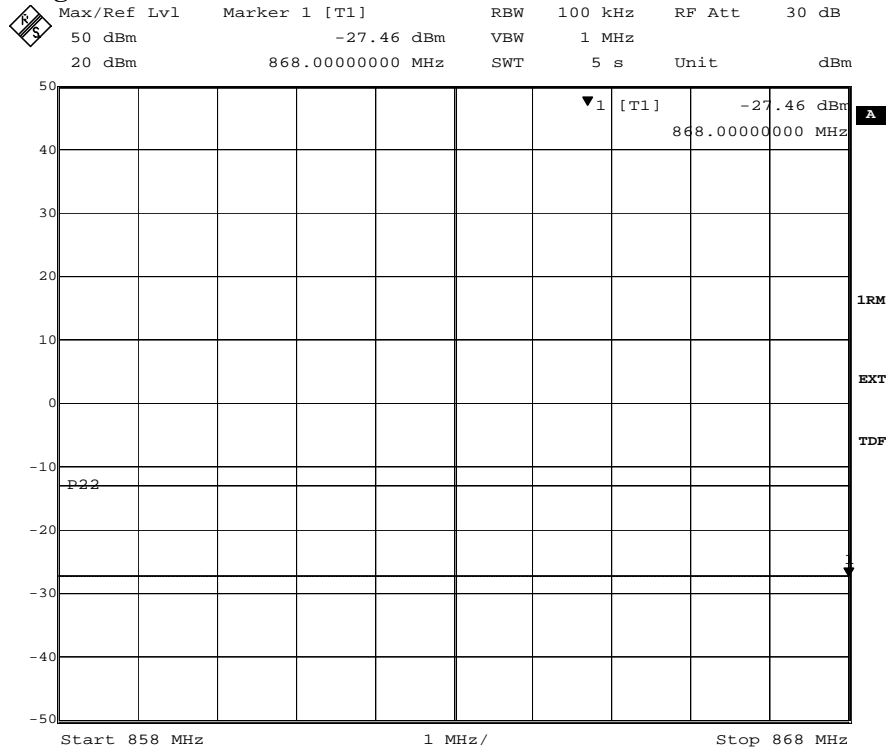 Max/Ref Lvl Marker 1 [T1] RBW 100 kHz RF Att 30 dB
50 dBm -27.46 dBm VBW 1 MHz
20 dBm 868.00000000 MHz SWT 5 s Unit dBm
R S
50
1 [T1] -27.46 dBm
A
868.00000000 MHz
40
30
20
1RM
10
EXT
0
TDF
-10
P22
-20
1
-30
-40
-50
Start 858 MHz 1 MHz/ Stop 868 MHz